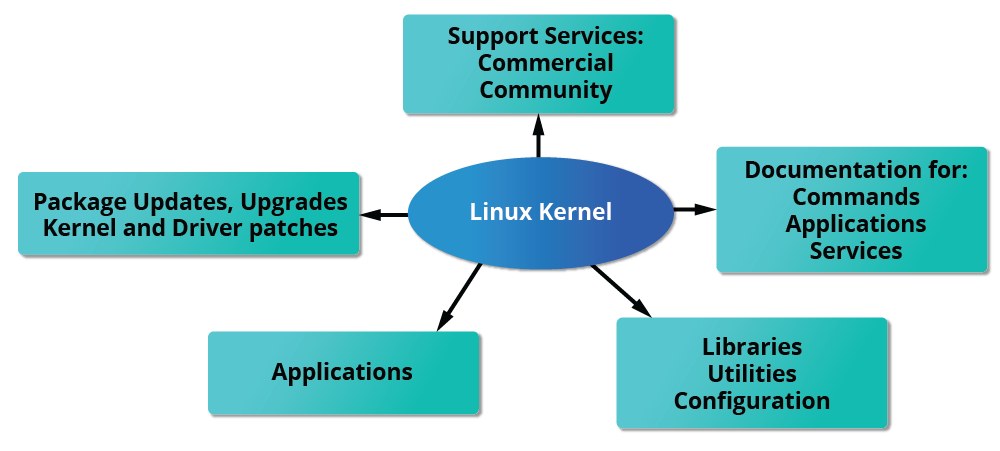 Support Services:
Commercial
Community
Package Updates, Upgrades
Kernel and Driver patches
Linux Kernel
Documentation for:
Commands
Applications
Services
Applications
Libraries
Utilities
Configuration